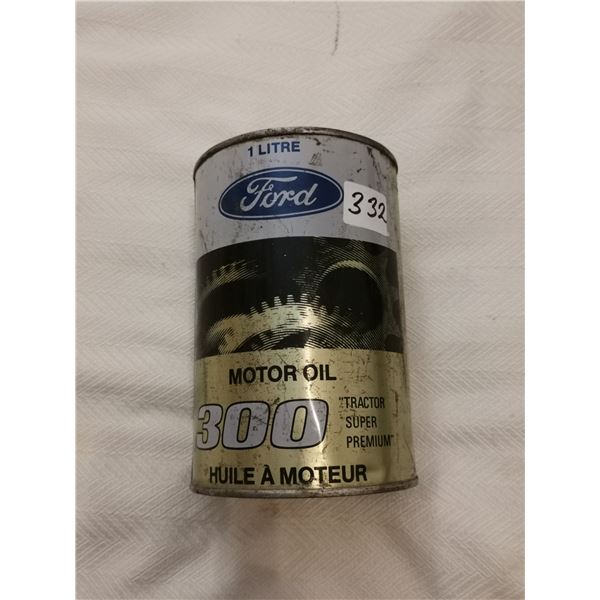 1 LITRE
Ford
332
MOTOR OIL
300
"TRACTOR
SUPER
PREMIUM"
HUILE À MOTEUR